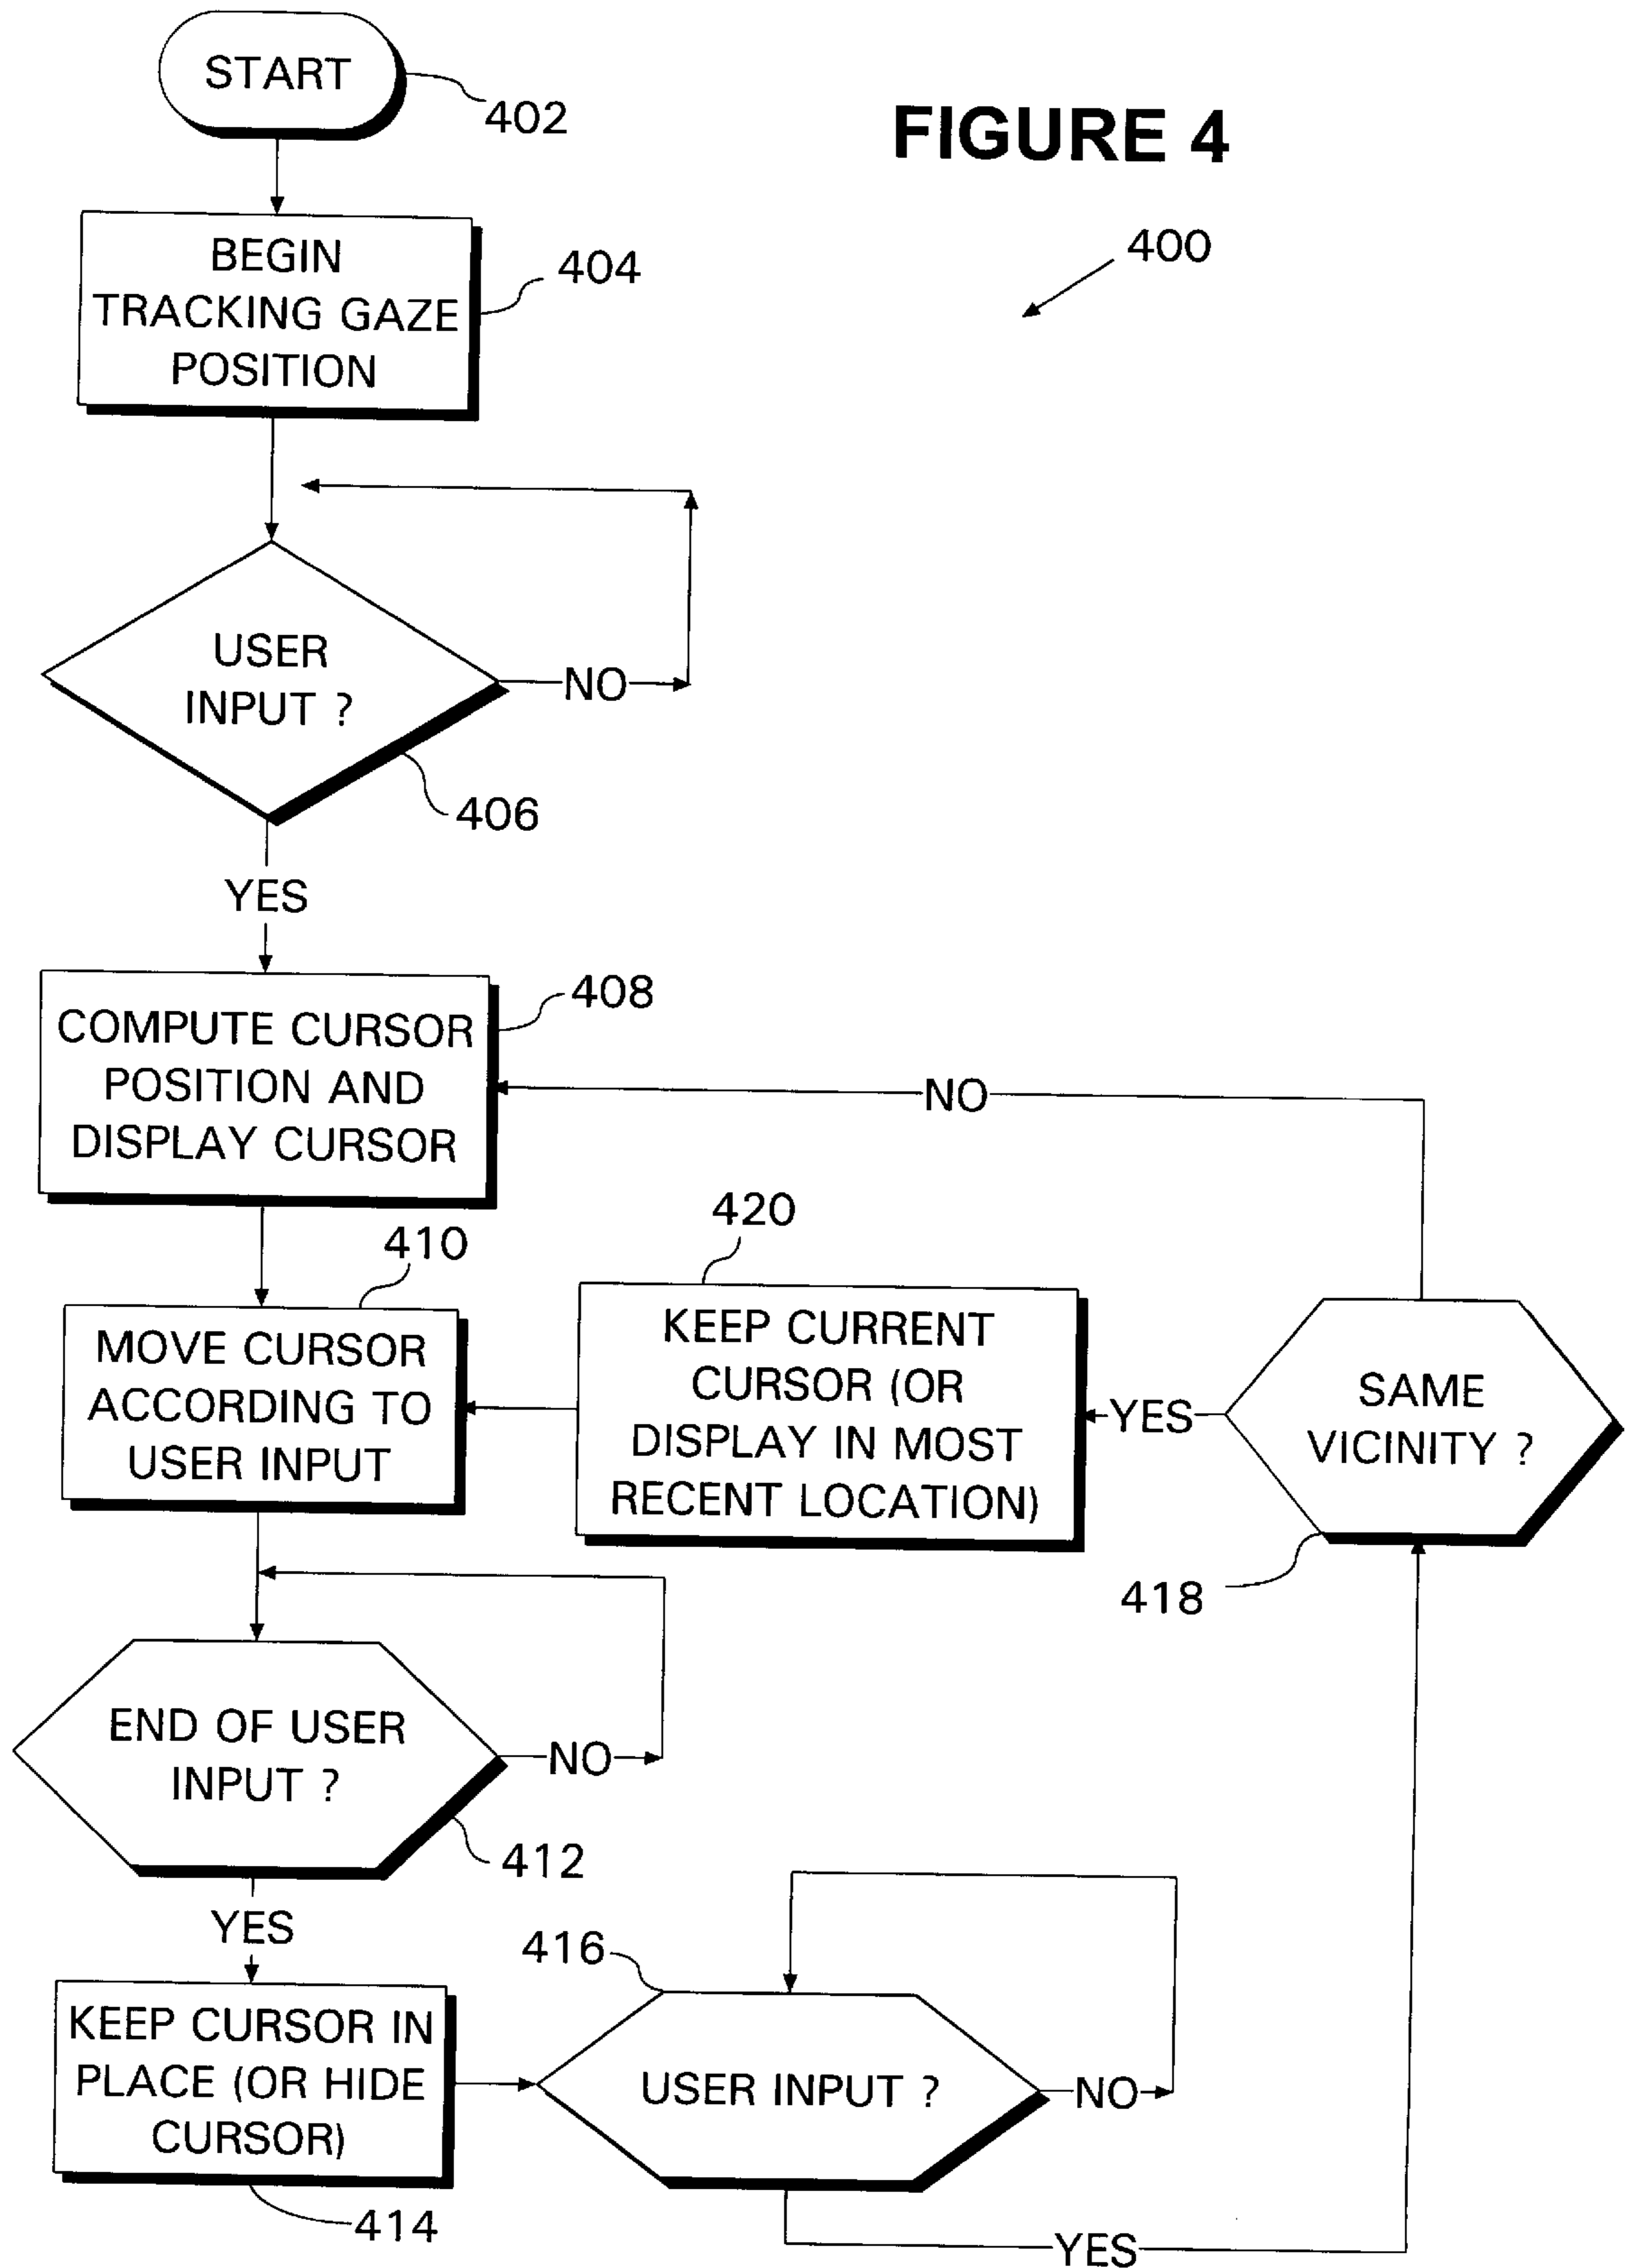 START
402
FIGURE 4
400
BEGIN
TRACKING GAZE
POSITION
404
USER
INPUT ?
NO
406
YES
408
COMPUTE CURSOR
POSITION AND
DISPLAY CURSOR
NO
410
MOVE CURSOR
ACCORDING TO
USER INPUT
420
KEEP CURRENT
CURSOR (OR
DISPLAY IN MOST
RECENT LOCATION)
YES
SAME
VICINITY ?
418
END OF USER
INPUT ?
NO
412
YES
KEEP CURSOR IN
PLACE (OR HIDE
CURSOR)
414
416
USER INPUT ?
NO
YES